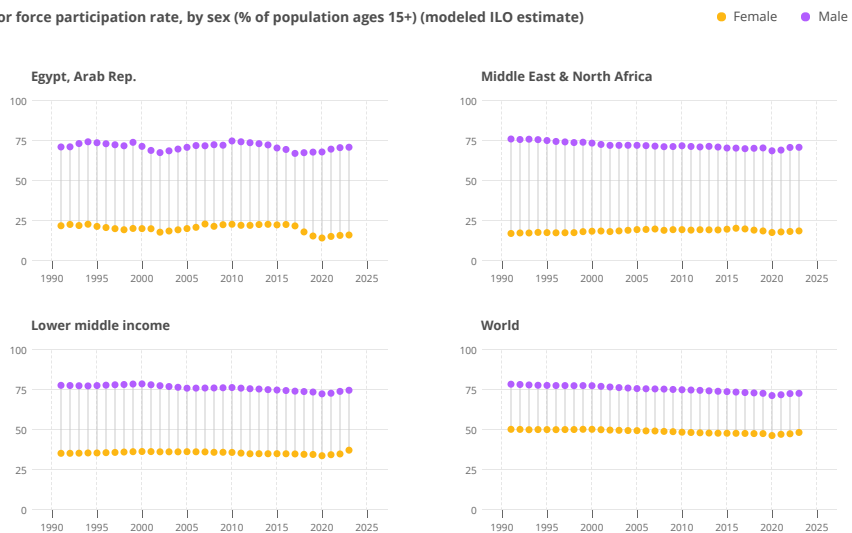 or force participation rate, by sex (% of population ages 15+) (modeled ILO estimate)
Female Male
Egypt, Arab Rep.
100
75
50
25
0
1990 1995 2000 2005 2010 2015 2020 2025
Middle East & North Africa
100
75
50
25
0
1990 1995 2000 2005 2010 2015 2020 2025
Lower middle income
100
75
50
25
0
1990 1995 2000 2005 2010 2015 2020 2025
World
100
75
50
25
0
1990 1995 2000 2005 2010 2015 2020 2025